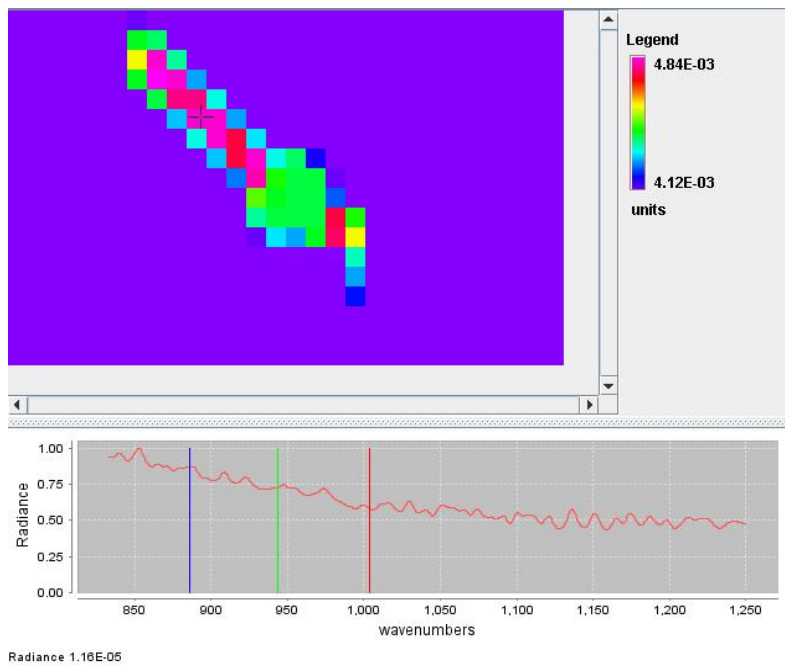 Legend
4.84E-03
4.12E-03
units
1.00
0.75
0.50
0.25
0.00
Radiance
850 900 950 1,000 1,050 1,100 1,150 1,200 1,250
wavenumbers
Radiance 1.16E-05